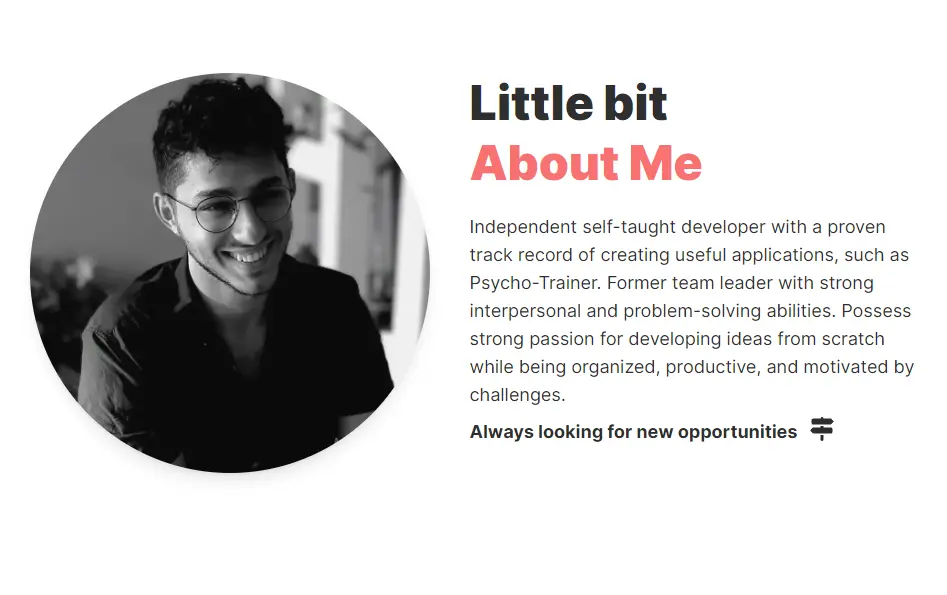 Little bit
About Me
Independent self-taught developer with a proven
track record of creating useful applications, such as
Psycho-Trainer. Former team leader with strong
interpersonal and problem-solving abilities. Possess
strong passion for developing ideas from scratch
while being organized, productive, and motivated by
challenges.
Always looking for new opportunities